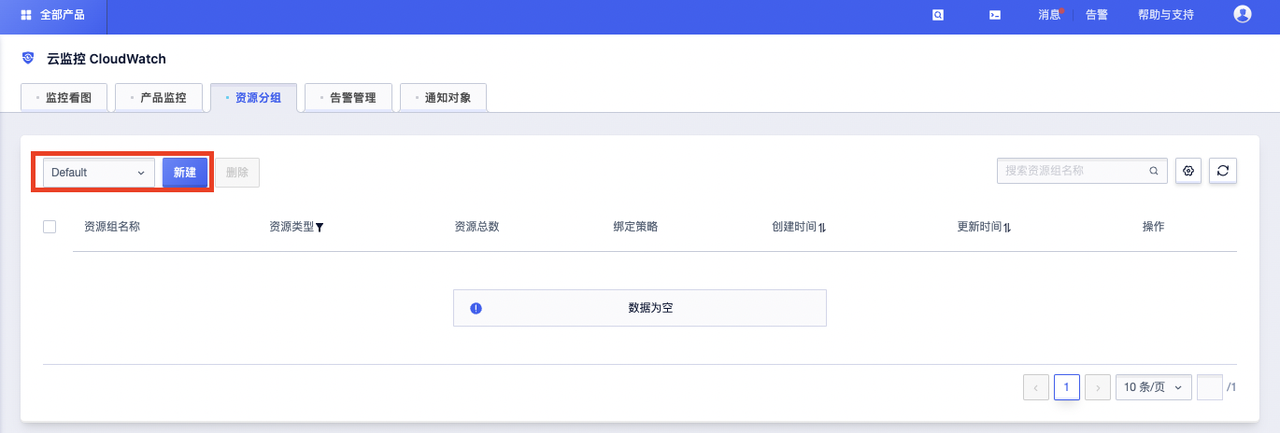 全部产品 消息 告警 帮助与支持
云监控 CloudWatch
监控看图 产品监控 资源分组 告警管理 通知对象
Default 新建 删除 搜索资源组名称
资源组名称 资源类型 资源总数 绑定策略 创建时间 更新时间 操作
数据为空
1 10 条/页 /1